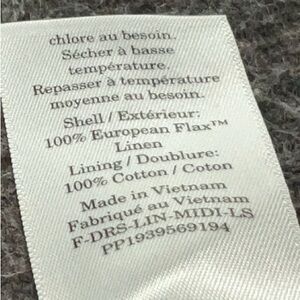 chlore au besoin.
Sécher à basse
température.
Repasser à température
moyenne au besoin.
Shell / Extérieur:
100% European Flax™
Linen
Lining / Doublure:
100% Cotton / Coton
Made in Vietnam
Fabriqué au Vietnam
F-DRS-LIN-MIDI-LS
PP1939569194